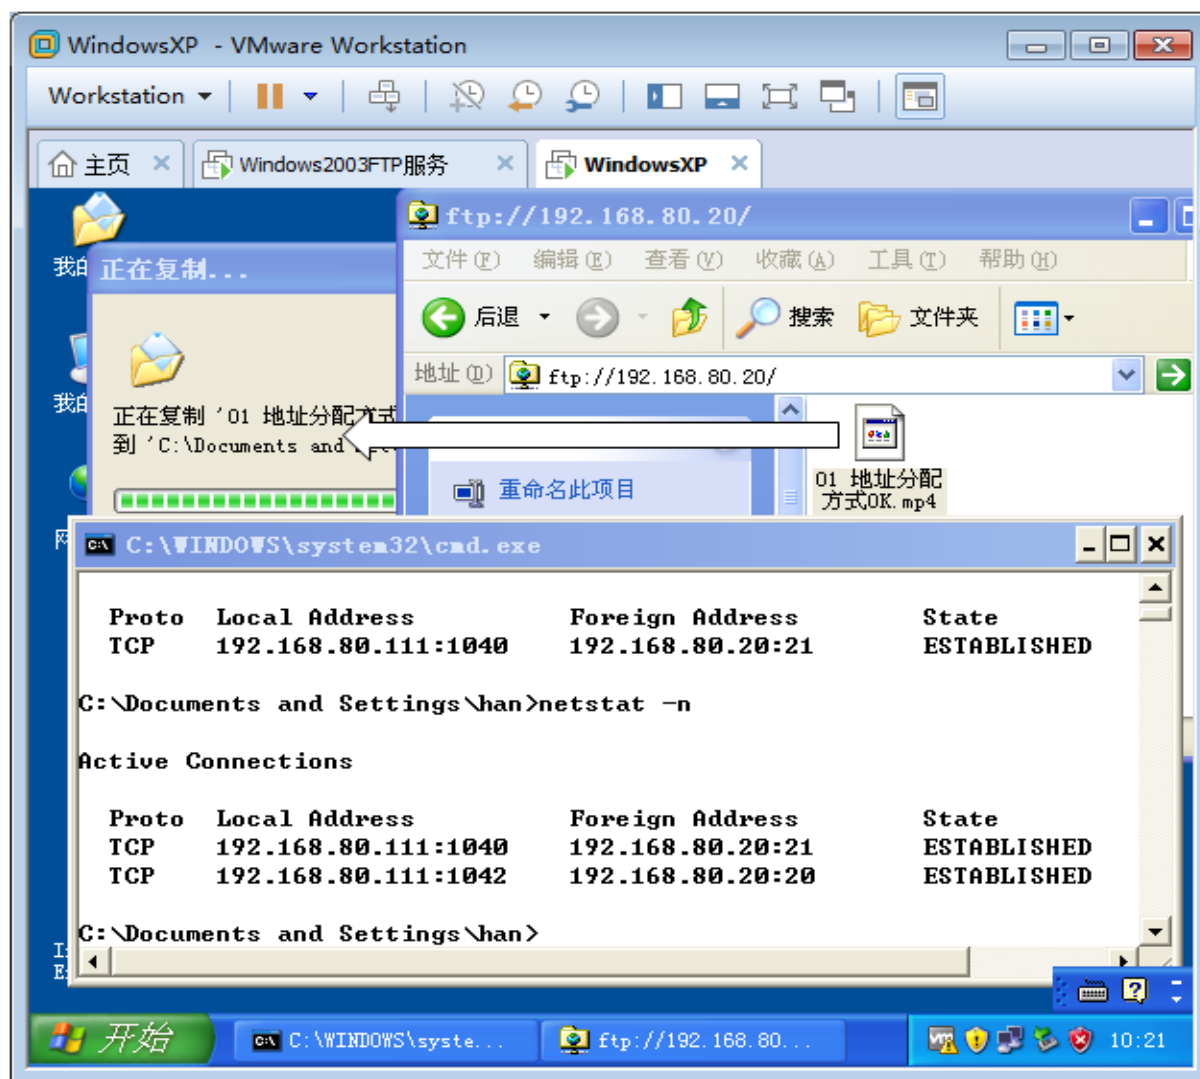 WindowsXP - VMware Workstation
Workstation
主页 Windows2003FTP服务 WindowsXP
ftp://192.168.80.20/
文件(F) 编辑(E) 查看(V) 收藏(A) 工具(T) 帮助(H)
后退 搜索 文件夹
地址(D) ftp://192.168.80.20/
我的
正在复制...
我的
正在复制 '01 地址分配方式
到 'C:\Documents and
重命名此项目
01 地址分配
方式OK.mp4
网
C:\WINDOWS\system32\cmd.exe
Proto Local Address Foreign Address State
TCP 192.168.80.111:1040 192.168.80.20:21 ESTABLISHED
C:\Documents and Settings\han>netstat -n
Active Connections
Proto Local Address Foreign Address State
TCP 192.168.80.111:1040 192.168.80.20:21 ESTABLISHED
TCP 192.168.80.111:1042 192.168.80.20:20 ESTABLISHED
C:\Documents and Settings\han>
开始 C:\WINDOWS\syste... ftp://192.168.80... 10:21